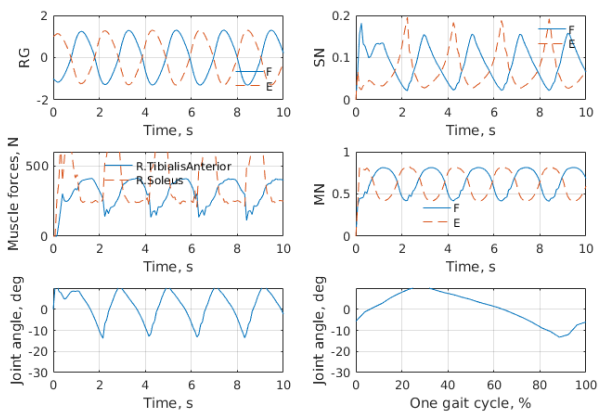 RG
2
0
-2
0 2 4 6 8 10
Time, s
F
E
SN
0.2
0.1
0
0 2 4 6 8 10
Time, s
F
E
Muscle forces, N
500
0
0 2 4 6 8 10
Time, s
R.TibialisAnterior
R.Soleus
MN
1
0.5
0
0 2 4 6 8 10
Time, s
F
E
Joint angle, deg
0
-10
-20
-30
0 2 4 6 8 10
Time, s
Joint angle, deg
0
-10
-20
-30
0 20 40 60 80 100
One gait cycle, %